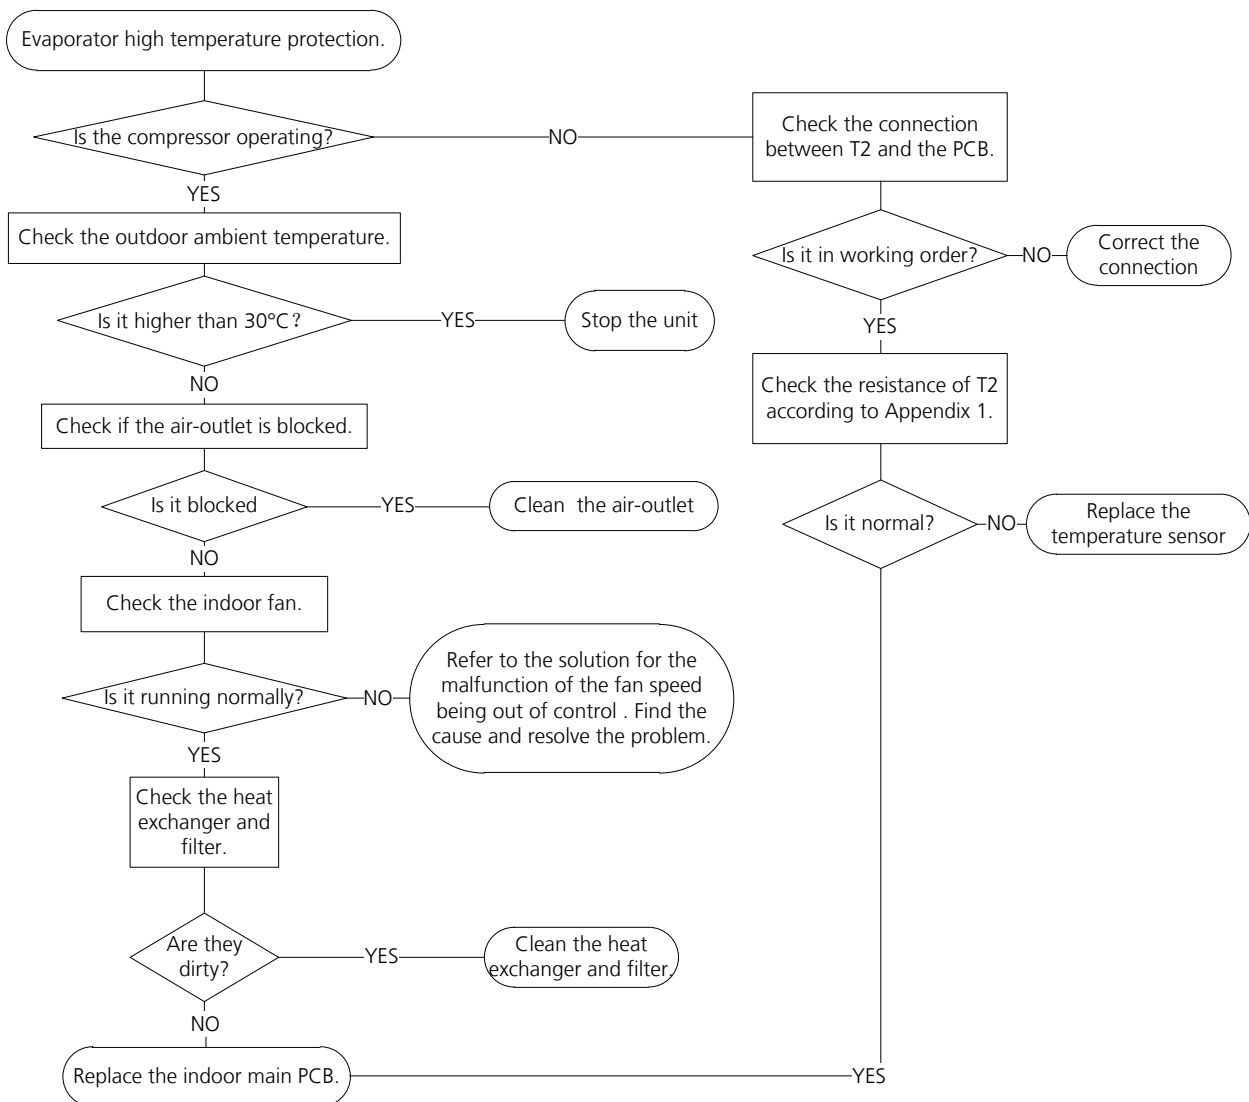 Evaporator high temperature protection.
Is the compressor operating?
NO
Check the connection
between T2 and the PCB.
YES
Check the outdoor ambient temperature.
Is it in working order?
NO
Correct the
connection
Is it higher than 30°C?
YES
Stop the unit
YES
NO
Check the resistance of T2
according to Appendix 1.
Check if the air-outlet is blocked.
Is it blocked
YES
Clean the air-outlet
Is it normal?
NO
Replace the
temperature sensor
NO
Check the indoor fan.
Is it running normally?
NO
Refer to the solution for the
malfunction of the fan speed
being out of control . Find the
cause and resolve the problem.
YES
Check the heat
exchanger and
filter.
Are they
dirty?
YES
Clean the heat
exchanger and filter.
NO
Replace the indoor main PCB.
YES